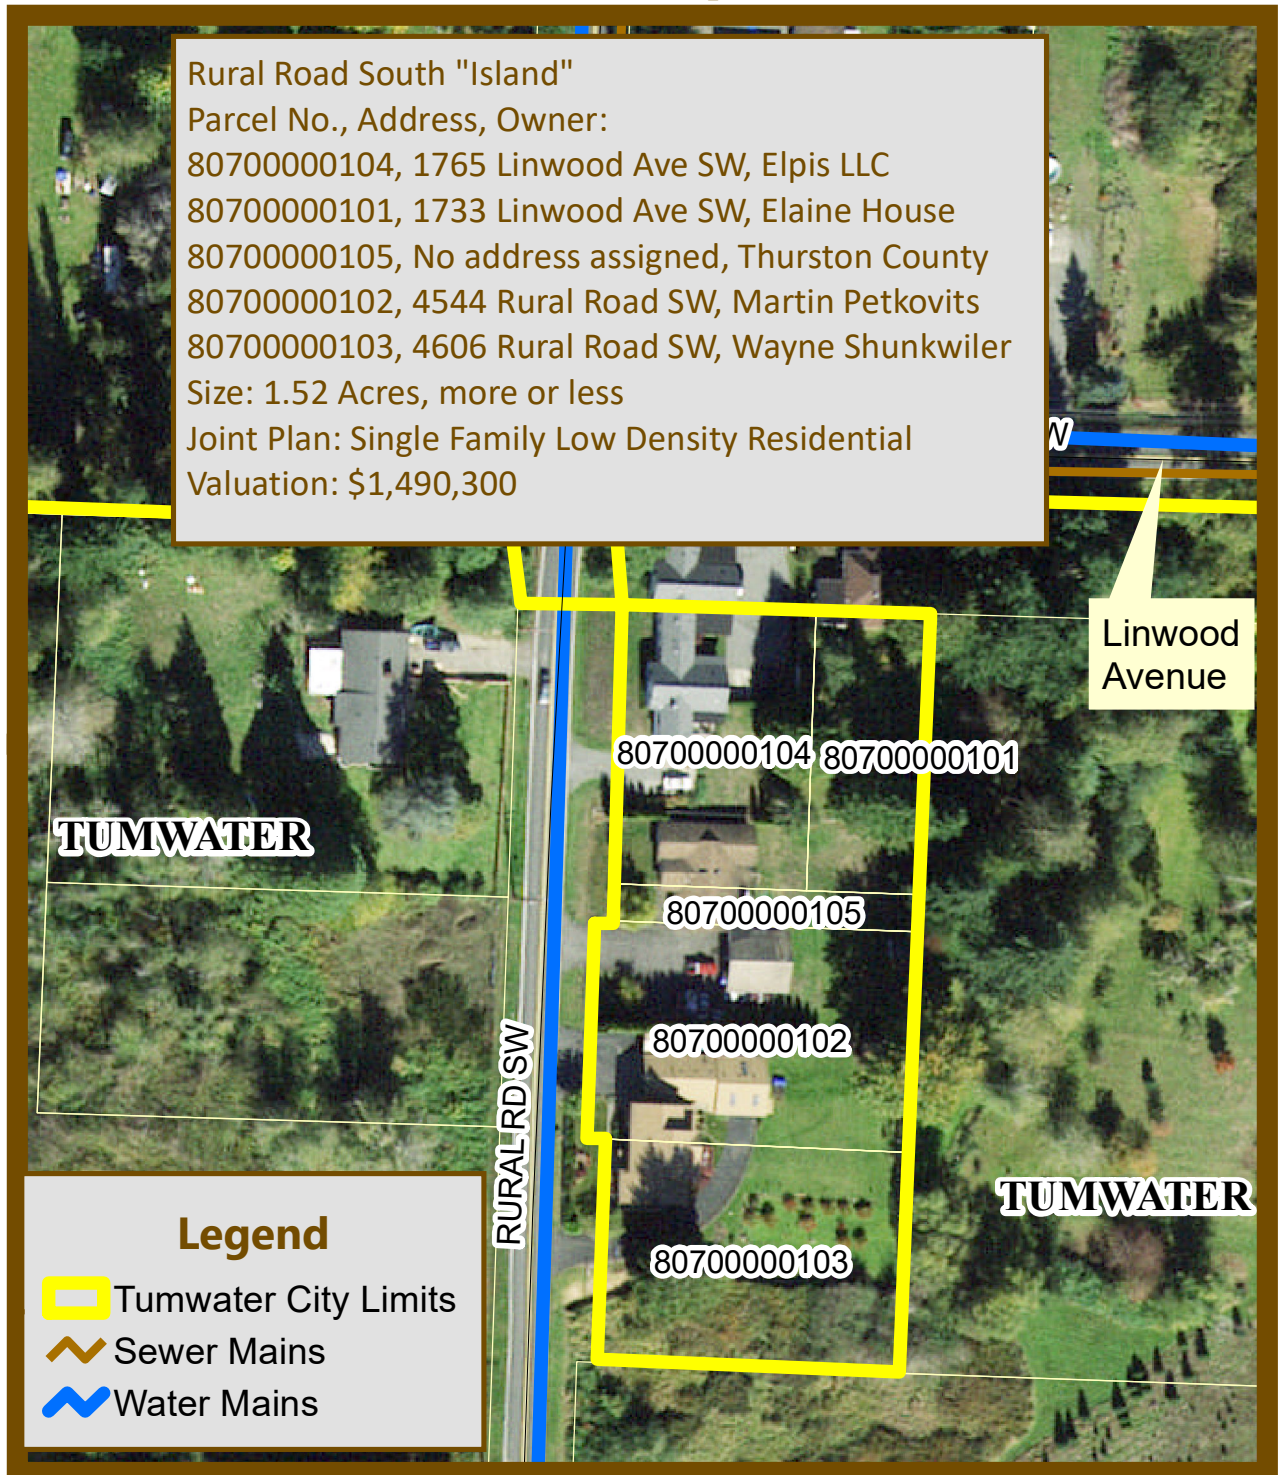 Rural Road South "Island"
Parcel No., Address, Owner:
80700000104, 1765 Linwood Ave SW, Elpis LLC
80700000101, 1733 Linwood Ave SW, Elaine House
80700000105, No address assigned, Thurston County
80700000102, 4544 Rural Road SW, Martin Petkovits
80700000103, 4606 Rural Road SW, Wayne Shunkwiler
Size: 1.52 Acres, more or less
Joint Plan: Single Family Low Density Residential
Valuation: $1,490,300
W
Linwood
Avenue
80700000104
80700000101
TUMWATER
80700000105
80700000102
RURAL RD SW
TUMWATER
80700000103
Legend
Tumwater City Limits
Sewer Mains
Water Mains